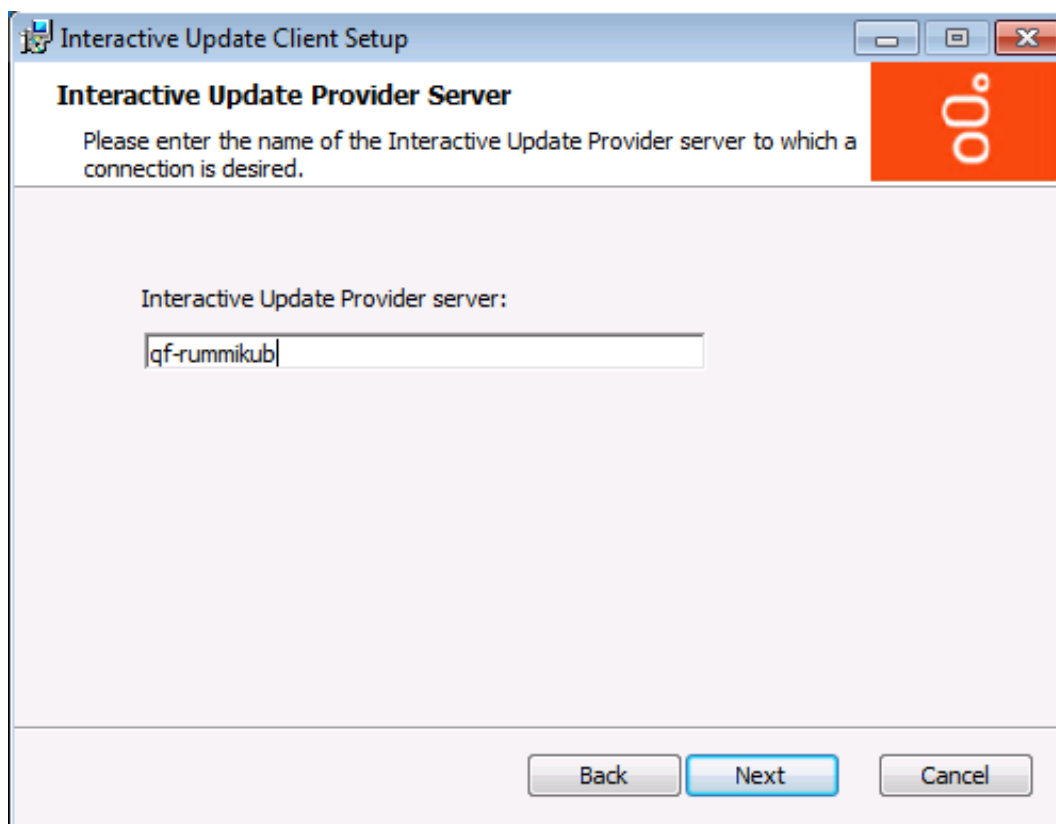 Interactive Update Client Setup
Interactive Update Provider Server
Please enter the name of the Interactive Update Provider server to which a
connection is desired.
Interactive Update Provider server:
qf-rummikub
Back
Next
Cancel